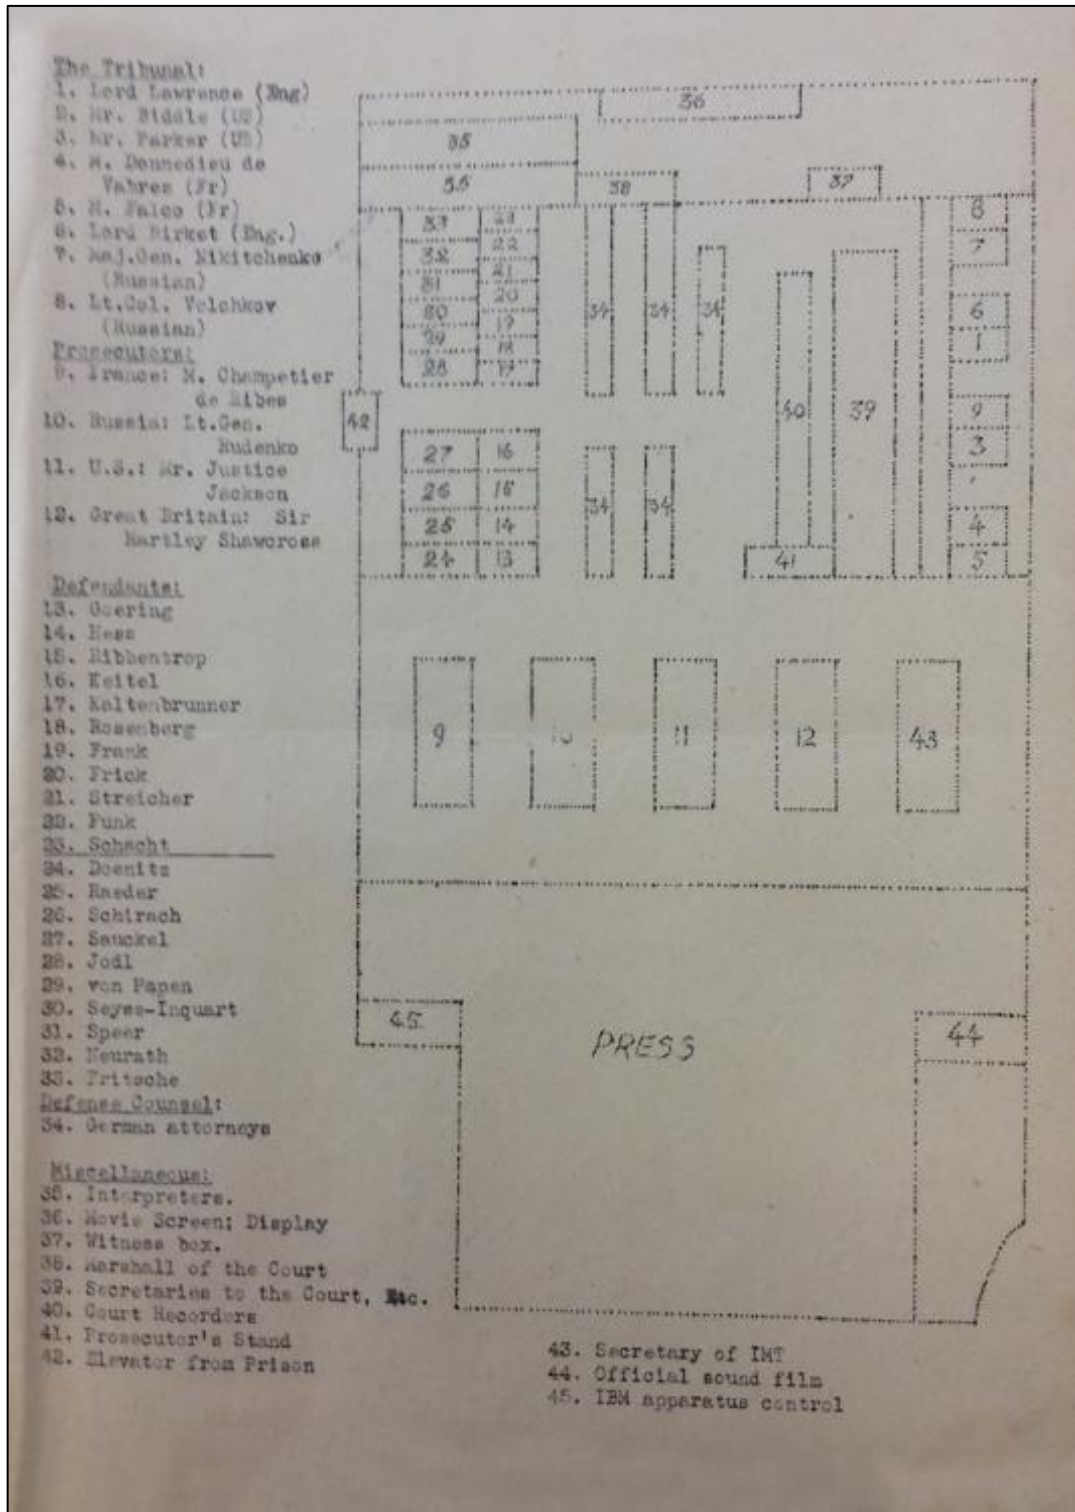 The Tribunal:
1. Lord Lawrence (Eng)
2. Mr. Biddle (US)
3. Mr. Parker (US)
4. M. Donnedieu de
Vabres (Fr)
5. M. Falco (Fr)
6. Lord Birket (Eng.)
7. Maj.Gen. Nikitchenko
(Russian)
8. Lt.Col. Volchkov
(Russian)
Prosecutors:
9. France: M. Champetier
de Ribes
10. Russia: Lt.Gen.
Rudenko
11. U.S.: Mr. Justice
Jackson
12. Great Britain: Sir
Hartley Shawcross
Defendants:
13. Goering
14. Hess
15. Ribbentrop
16. Keitel
17. Kaltenbrunner
18. Rosenberg
19. Frank
20. Frick
21. Streicher
22. Funk
23. Schacht
24. Doenitz
25. Raeder
26. Schirach
27. Sauckel
28. Jodl
29. von Papen
30. Seyss-Inquart
31. Speer
32. Neurath
33. Fritsche
Defense Counsel:
34. German attorneys
Miscellaneous:
35. Interpreters.
36. Movie Screen; Display
37. Witness box.
38. Marshall of the Court
39. Secretaries to the Court, Etc.
40. Court Recorders
41. Prosecutor's Stand
42. Elevator from Prison
43. Secretary of IMT
44. Official sound film
45. IBM apparatus control
36
35
35 38 37
33 23 8
32 22 7
31 21
30 20 34 34 34 6
29 19 1
28 18
19
42 40 39 9
27 16 3
26 15 34 34
25 14 4
24 13 41 5
9 10 11 12 43
45 PRESS 44